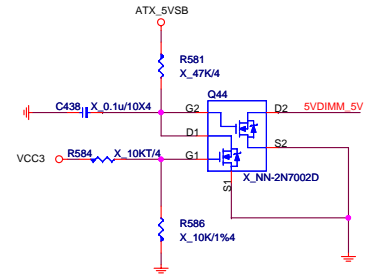 ATX_5VSB
R581
X_47K/4
Q44
C438 X_0.1u/10X4
G2
D2
5VDIMM_5V
D1
S2
VCC3
R584
X_10KT/4
G1
X_NN-2N7002D
S1
R586
X_10K/1%4